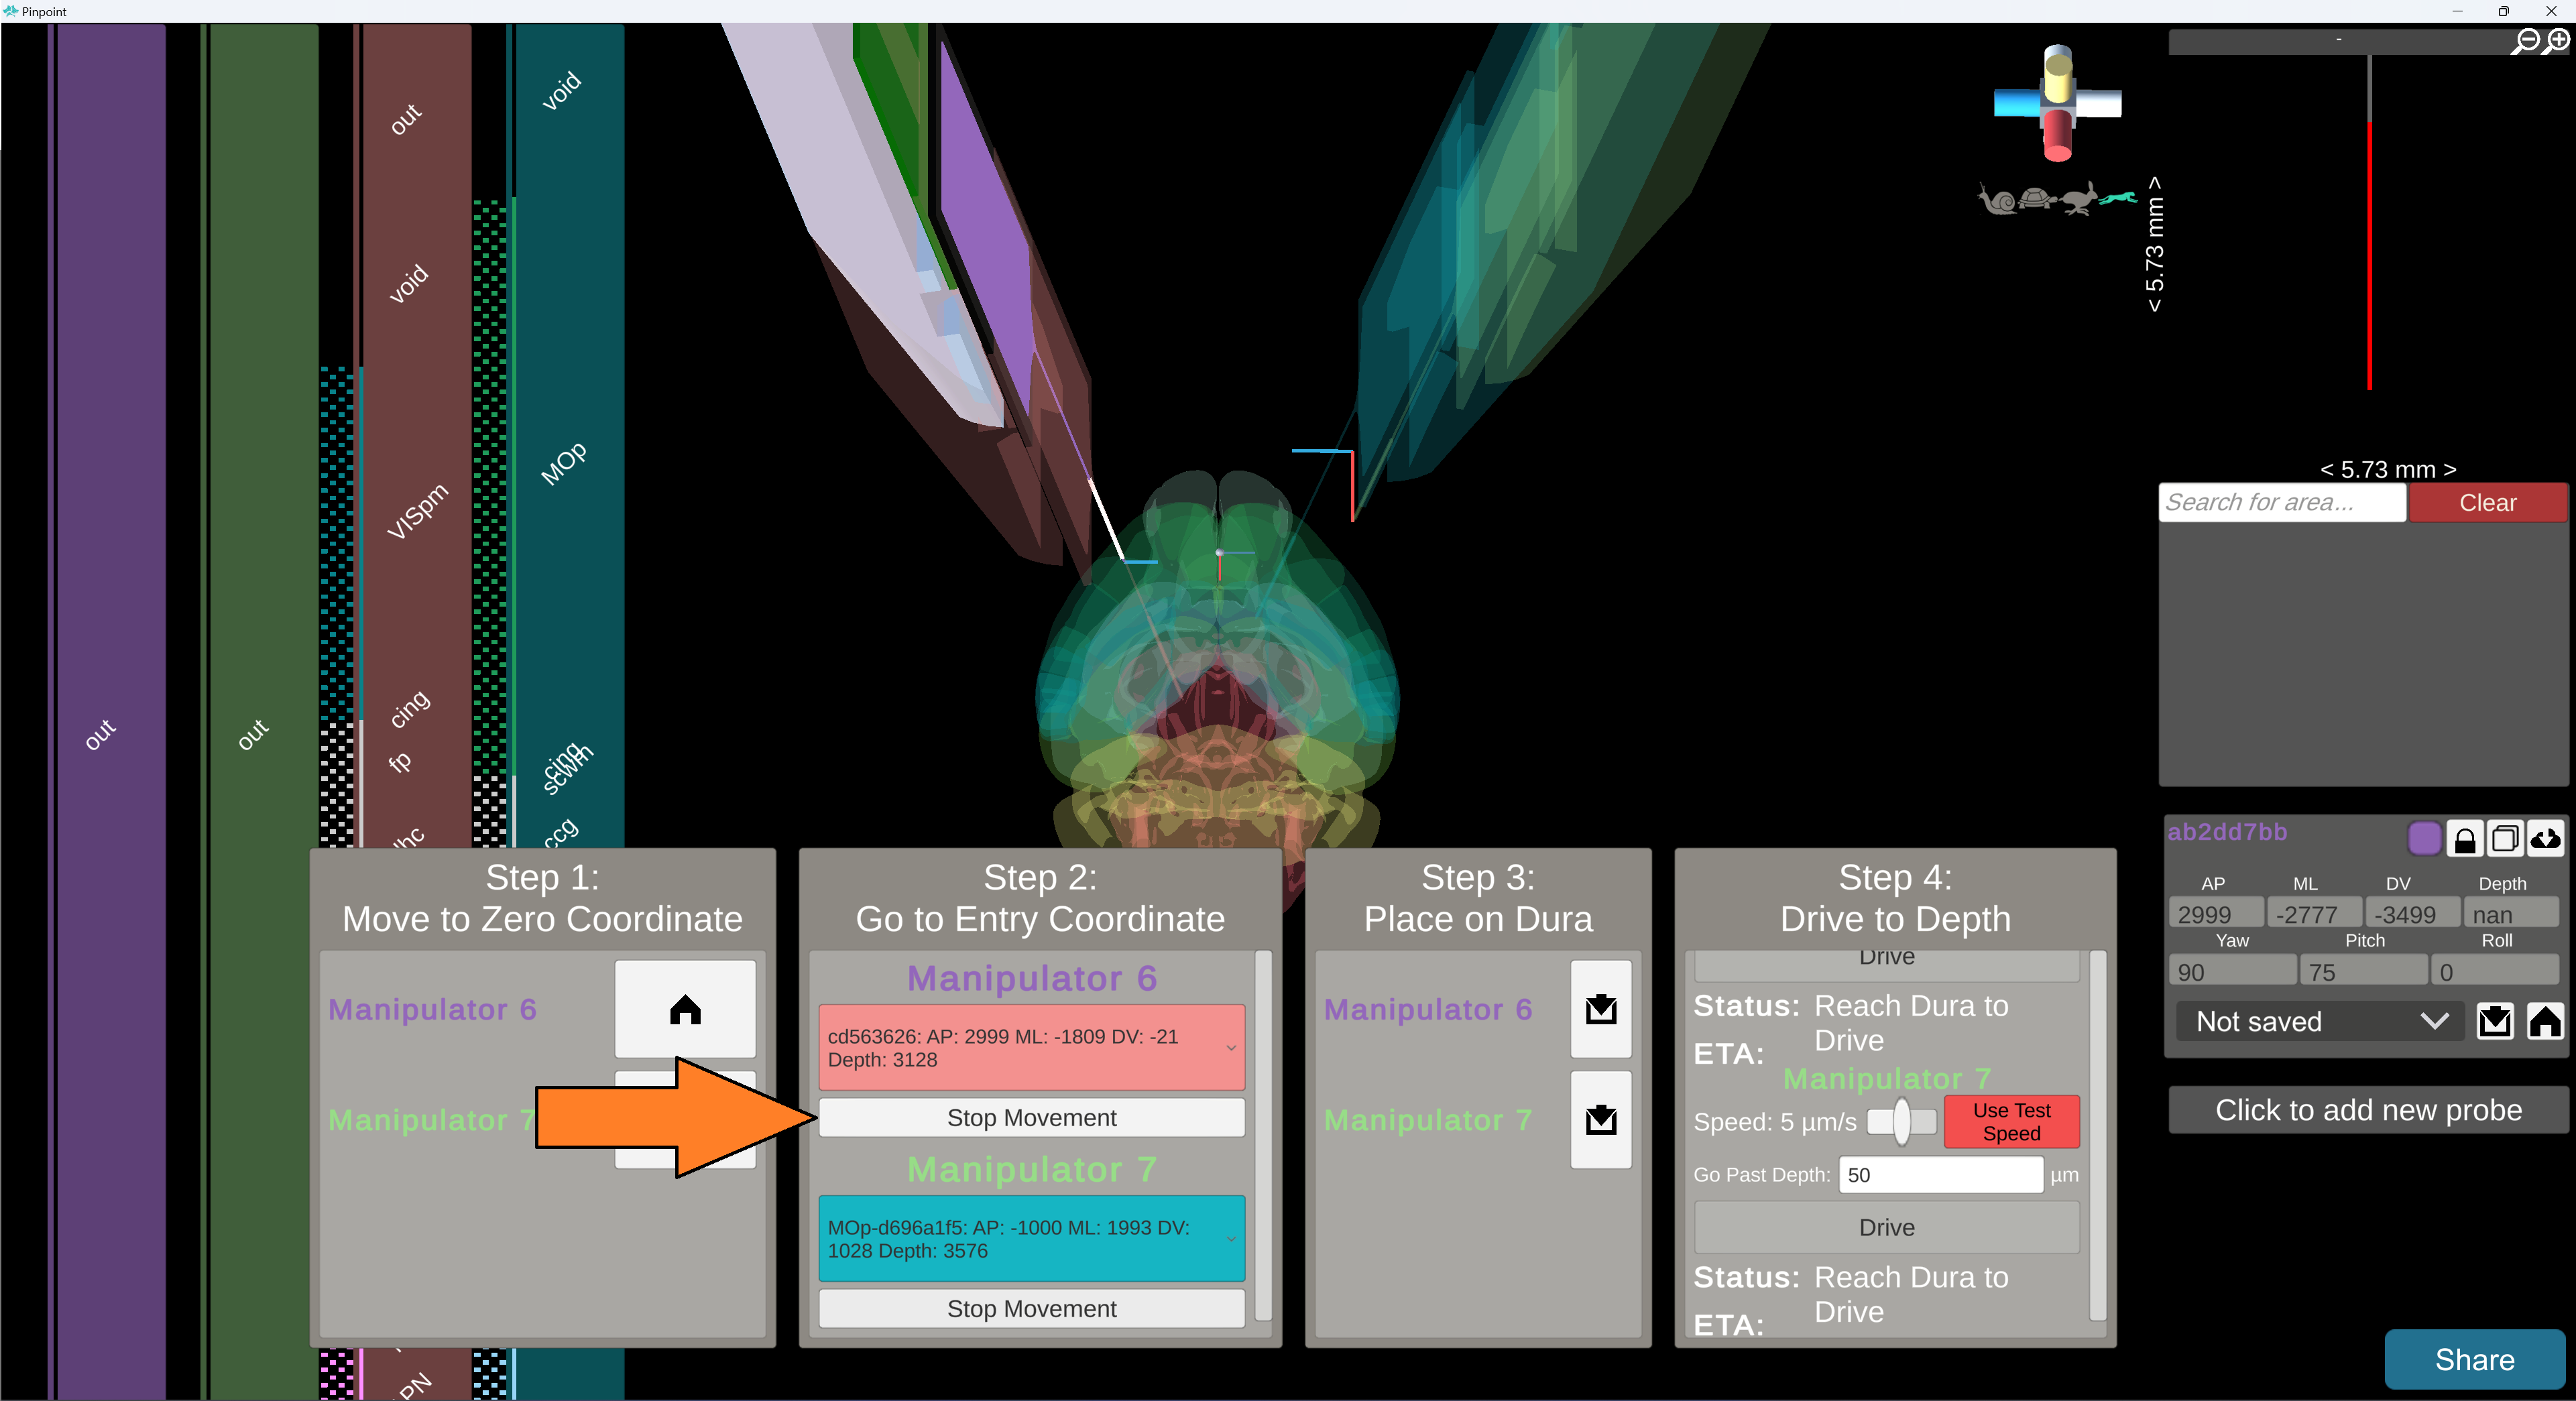 Pinpoint
-
out
void
out
void
VISpm
MOp
cing
fp
lhc
cing
scwm
ccg
out
out
PN
< 5.73 mm >
< 5.73 mm >
Search for area...
Clear
Step 1:
Move to Zero Coordinate
Manipulator 6
Manipulator 7
Step 2:
Go to Entry Coordinate
Manipulator 6
cd563626: AP: 2999 ML: -1809 DV: -21
Depth: 3128
Stop Movement
Manipulator 7
MOp-d696a1f5: AP: -1000 ML: 1993 DV:
1028 Depth: 3576
Stop Movement
Step 3:
Place on Dura
Manipulator 6
Manipulator 7
Step 4:
Drive to Depth
Drive
Status: Reach Dura to
Drive
ETA:
Manipulator 7
Speed: 5 µm/s
Use Test
Speed
Go Past Depth: 50 µm
Drive
Status: Reach Dura to
Drive
ETA:
ab2dd7bb
AP ML DV Depth
2999 -2777 -3499 nan
Yaw Pitch Roll
90 75 0
Not saved
Click to add new probe
Share